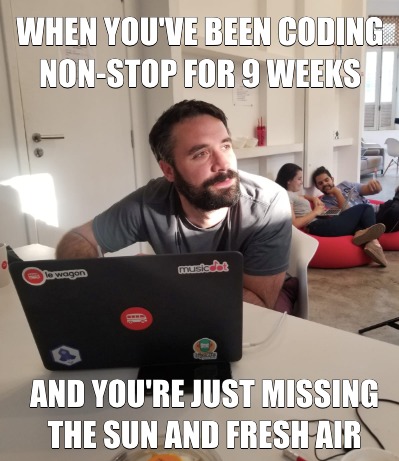 WHEN YOU'VE BEEN CODING
NON-STOP FOR 9 WEEKS
le wagon
musicdot
AND YOU'RE JUST MISSING
THE SUN AND FRESH AIR